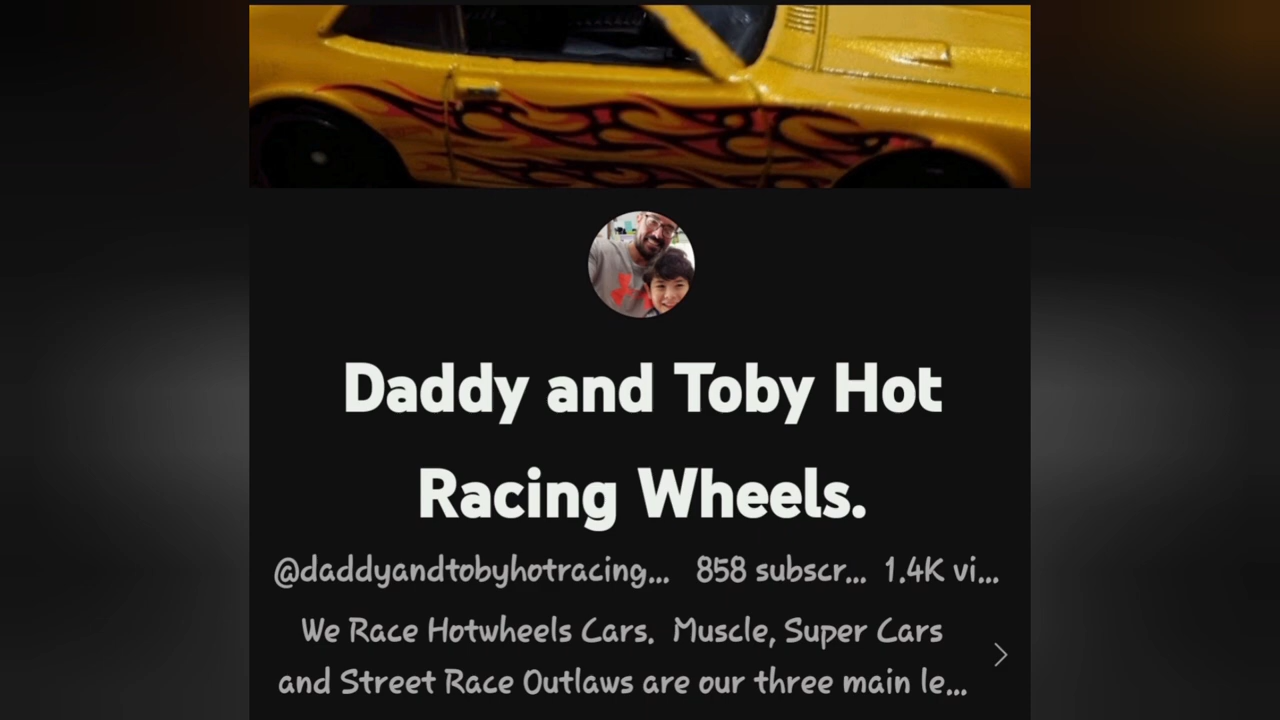 Daddy and Toby Hot
Racing Wheels.
@daddyandtobyhotracing... 858 subscr... 1.4K vi...
We Race Hotwheels Cars. Muscle, Super Cars
and Street Race Outlaws are our three main le...